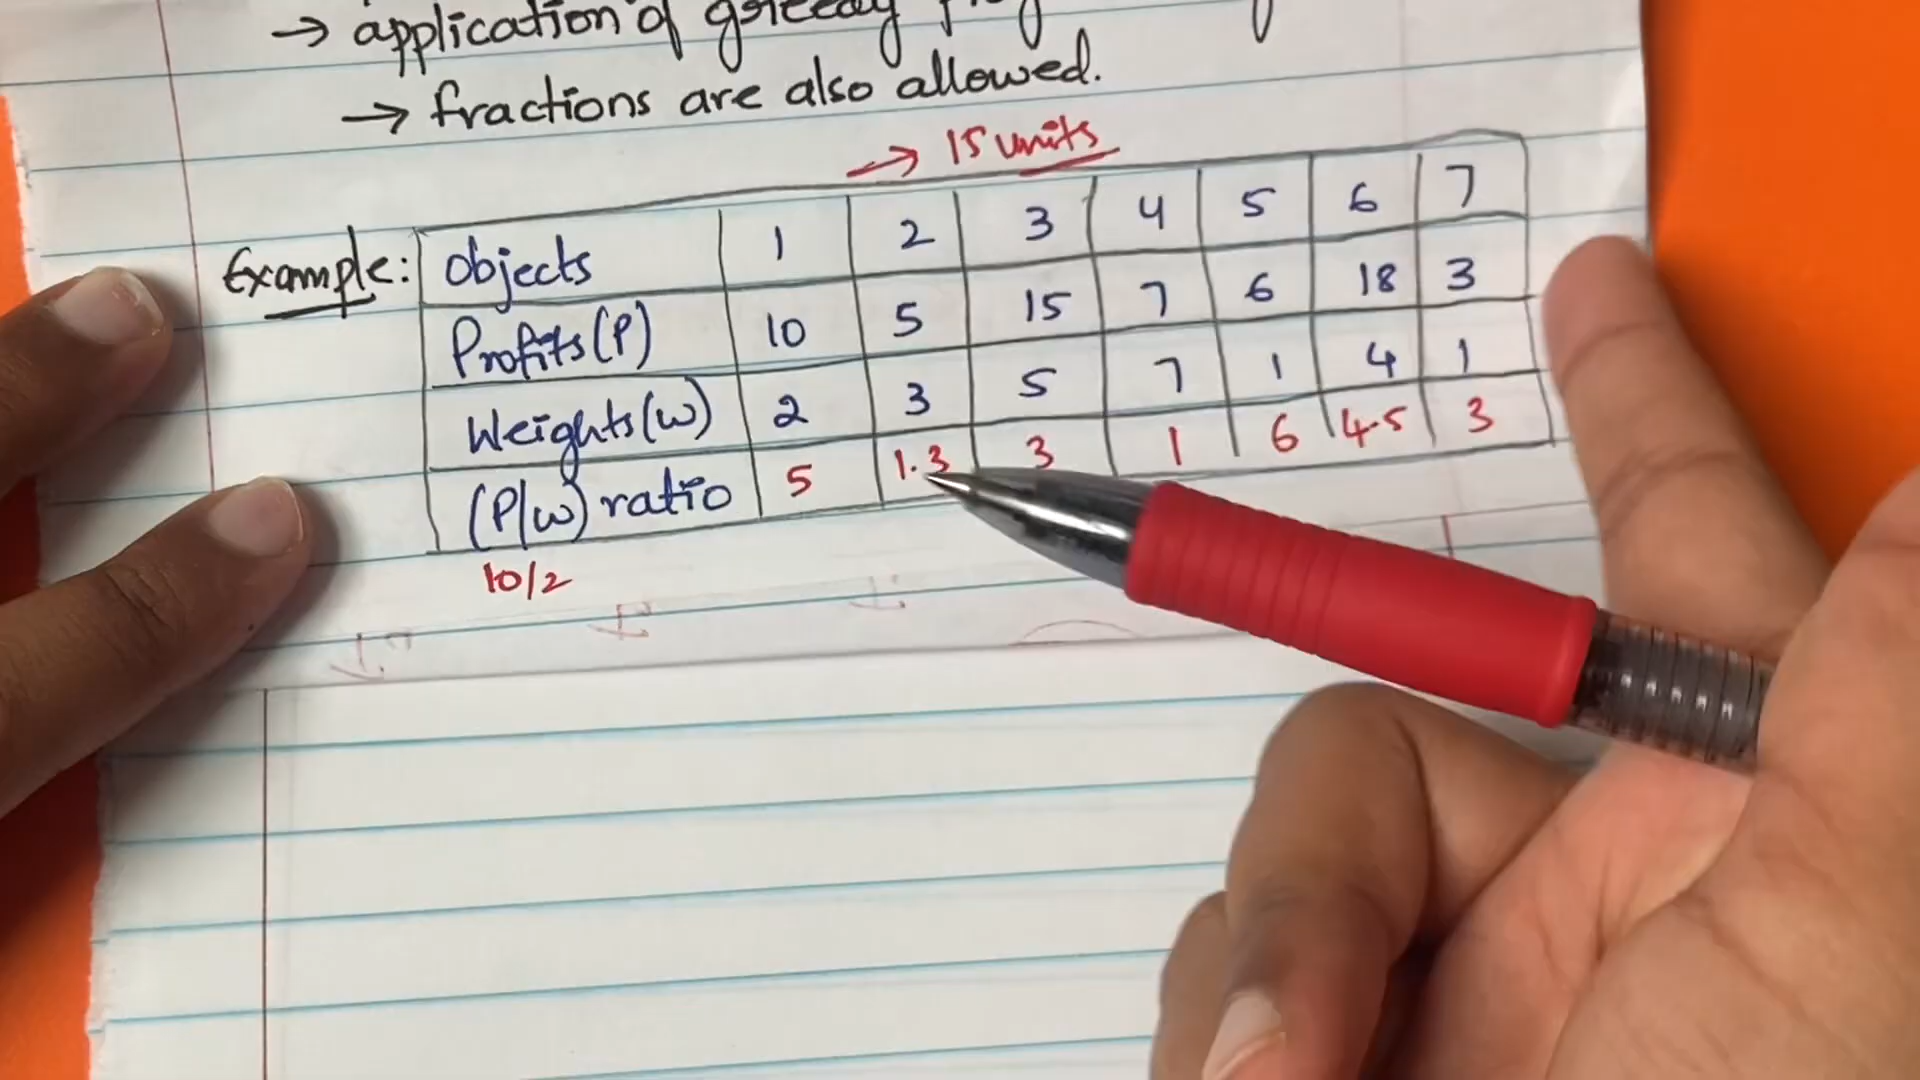 → application of greedy
→ fractions are also allowed.
→ 15 units
Example:
Objects 1 2 3 4 5 6 7
Profits(P) 10 5 15 7 6 18 3
Weights(w) 2 3 5 7 1 4 1
(P/w) ratio 5 1.3 3 1 6 4.5 3
10/2